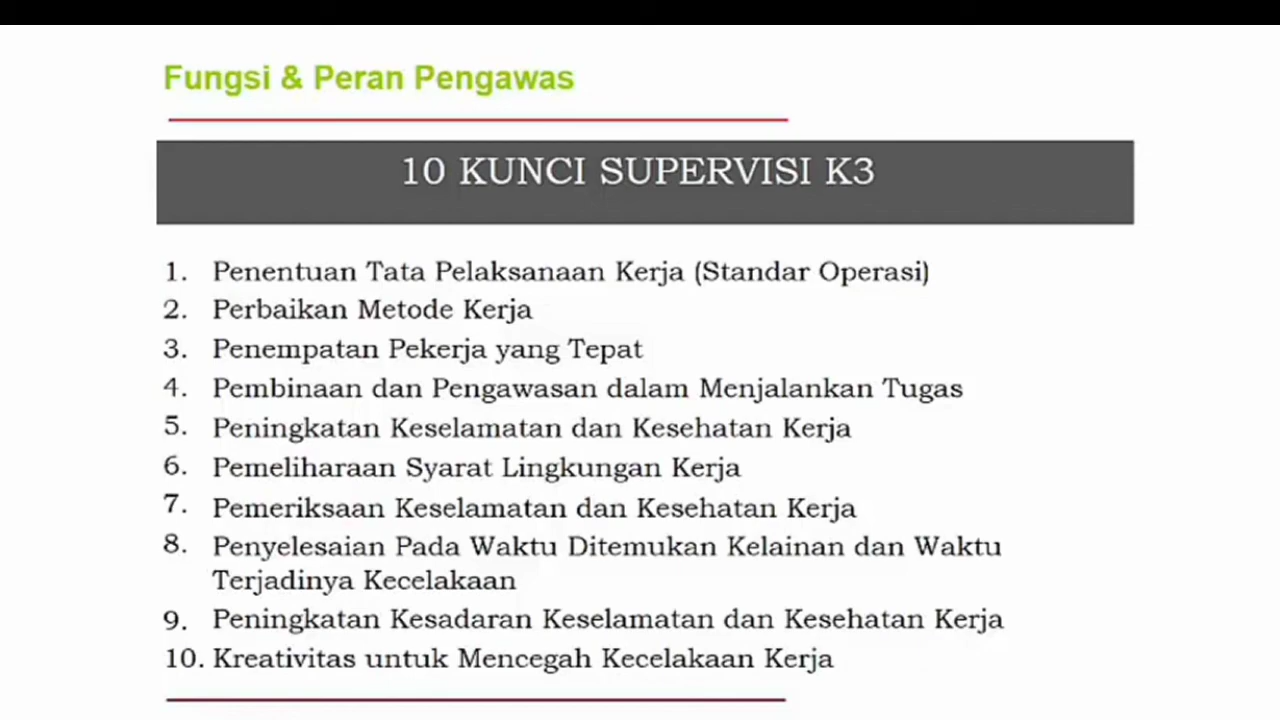 Fungsi & Peran Pengawas
10 KUNCI SUPERVISI K3
1. Penentuan Tata Pelaksanaan Kerja (Standar Operasi)
2. Perbaikan Metode Kerja
3. Penempatan Pekerja yang Tepat
4. Pembinaan dan Pengawasan dalam Menjalankan Tugas
5. Peningkatan Keselamatan dan Kesehatan Kerja
6. Pemeliharaan Syarat Lingkungan Kerja
7. Pemeriksaan Keselamatan dan Kesehatan Kerja
8. Penyelesaian Pada Waktu Ditemukan Kelainan dan Waktu
Terjadinya Kecelakaan
9. Peningkatan Kesadaran Keselamatan dan Kesehatan Kerja
10. Kreativitas untuk Mencegah Kecelakaan Kerja